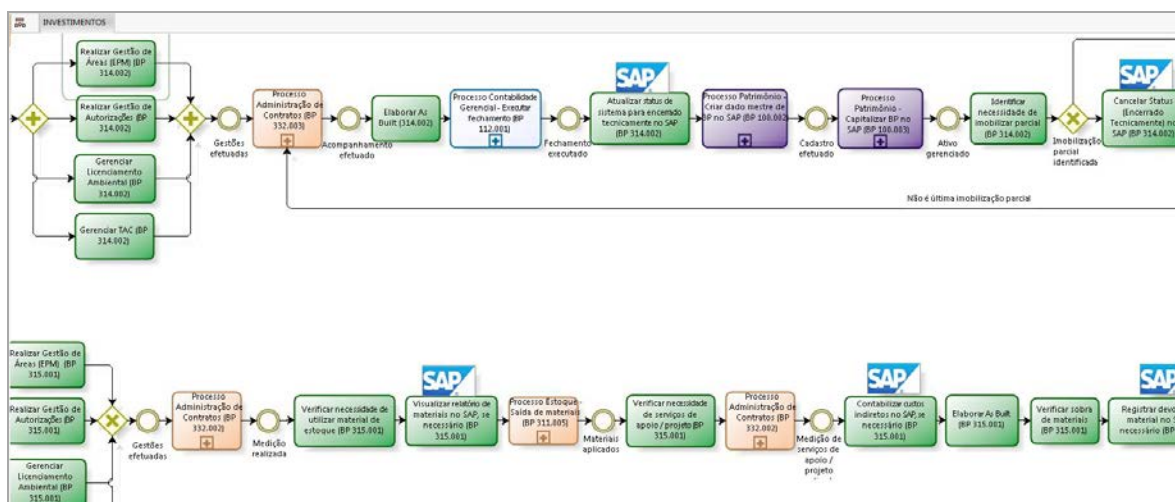 INVESTIMENTOS
Realizar Gestão de
Áreas (EPM) (BP
314.002)
Realizar Gestão de
Autorizações (BP
314.002)
Gerenciar
Licenciamento
Ambiental (BP
314.002)
Gerenciar TAC (BP
314.002)
Gestões
efetuadas
Processo
Administração de
Contratos (BP
332.003)
Acompanhamento
efetuado
Elaborar As
Built (314.002)
Processo Contabilidade
Gerencial - Executar
fechamento (BP
112.001)
Fechamento
executado
SAP
Atualizar status de
sistema para encerrado
tecnicamente no SAP
(BP 314.002)
Processo Patrimônio -
Criar dado mestre de
BP no SAP (BP 100.002)
Cadastro
efetuado
Processo
Patrimônio -
Capitalizar BP no
SAP (BP 100.003)
Ativo
gerenciado
Identificar
necessidade de
imobilizar parcial
(BP 314.002)
Imobilização
parcial
identificada
SAP
Cancelar Status
(Encerrado
Tecnicamente) no
SAP (BP 314.002)
Não é última imobilização parcial
Realizar Gestão de
Áreas (EPM) (BP
315.001)
Realizar Gestão de
Autorizações (BP
315.001)
Gerenciar
Licenciamento
Ambiental (BP
315.001)
Gestões
efetuadas
Processo
Administração de
Contratos (BP
332.002)
Medição
realizada
Verificar necessidade de
utilizar material de
estoque (BP 315.001)
SAP
Visualizar relatório de
materiais no SAP, se
necessário (BP
315.001)
Processo Estoque -
Saída de materiais
(BP 311.005)
Materiais
aplicados
Verificar necessidade
de serviços de
apoio / projeto (BP
315.001)
Processo
Administração de
Contratos (BP
332.002)
Medição de
serviços de
apoio /
projeto
SAP
Contabilizar custos
indiretos no SAP, se
necessário (BP
315.001)
Elaborar As Built
(BP 315.001)
Verificar sobra
de materiais
(BP 315.001)
SAP
Registrar devo
material no S
necessário (BP